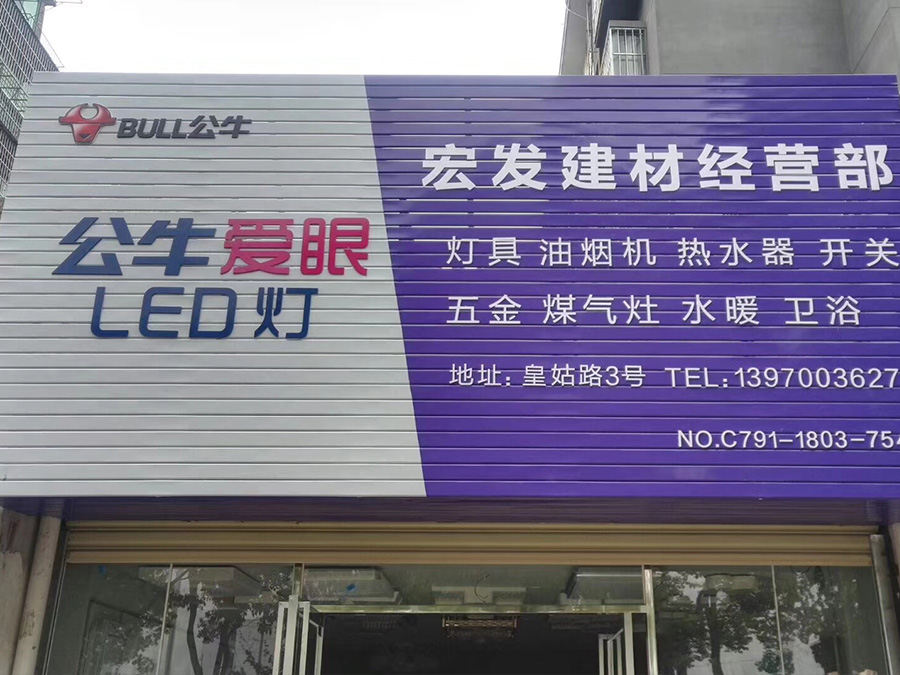 BULL公牛
公牛爱眼
LED灯
宏发建材经营部
灯具 油烟机 热水器 开关
五金 煤气灶 水暖 卫浴
地址：皇姑路3号 TEL:1397003627
NO.C791-1803-754